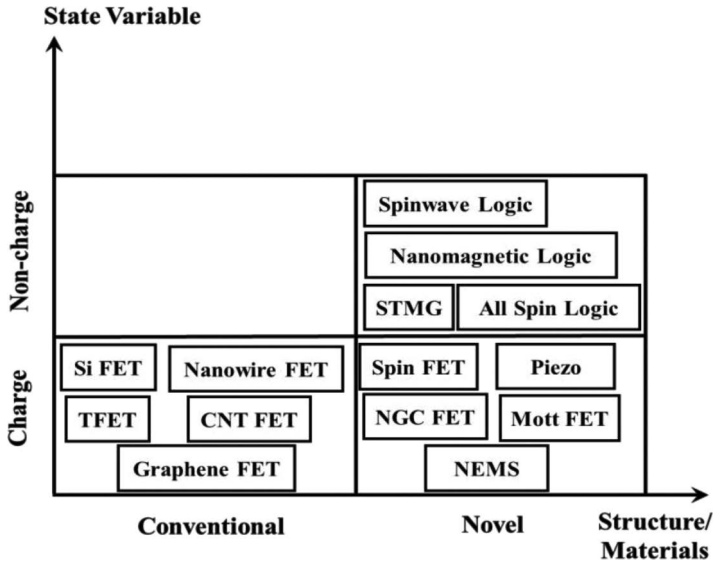 State Variable
Non-charge
Spinwave Logic
Nanomagnetic Logic
STMG
All Spin Logic
Charge
Si FET
Nanowire FET
TFET
CNT FET
Graphene FET
Spin FET
Piezo
NGC FET
Mott FET
NEMS
Conventional
Novel
Structure/
Materials